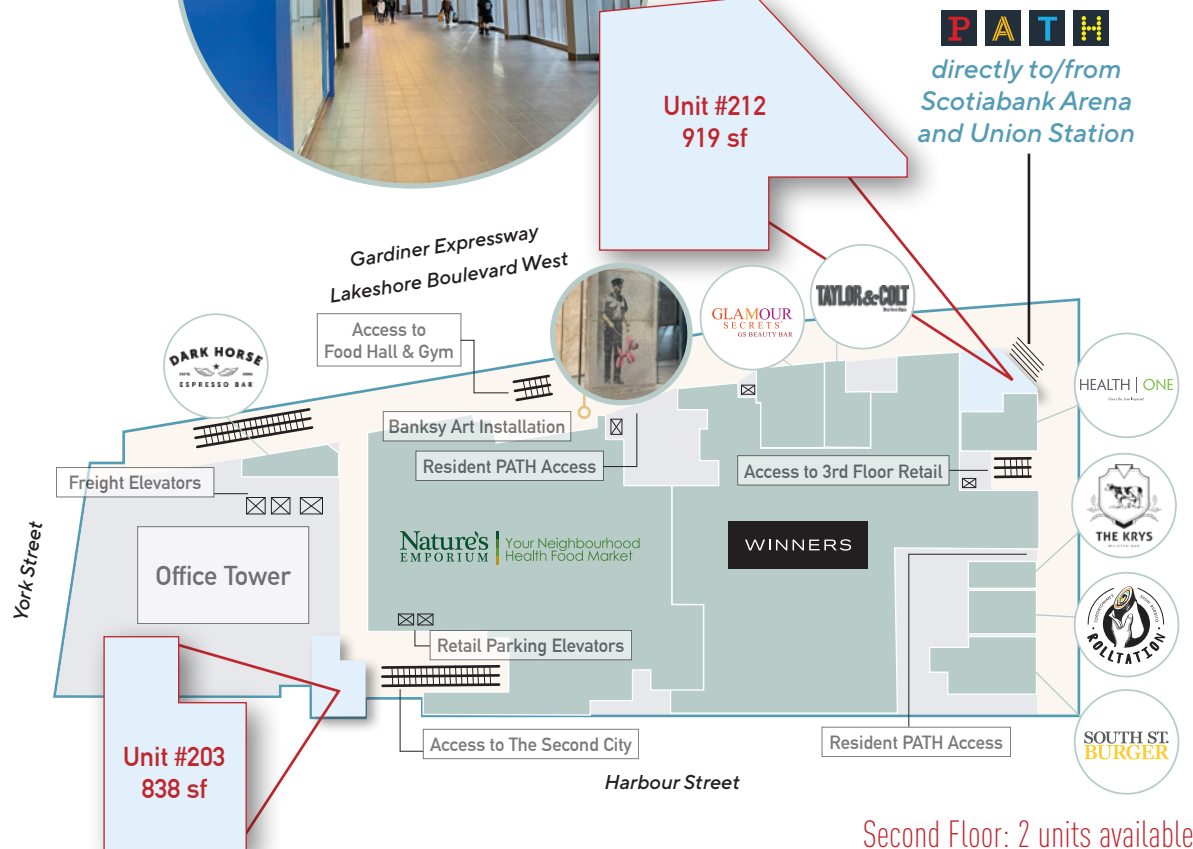 PATH
directly to/from
Scotiabank Arena
and Union Station
Unit #212
919 sf
Gardiner Expressway
Lakeshore Boulevard West
Access to
Food Hall & Gym
DARK HORSE
ESPRESSO BAR
GLAMOUR
SECRETS
GS BEAUTY BAR
TAYLOR & COLT
HEALTH | ONE
Banksy Art Installation
Resident PATH Access
Access to 3rd Floor Retail
Freight Elevators
York Street
Office Tower
Nature's
EMPORIUM
Your Neighbourhood
Health Food Market
WINNERS
THE KRYS
ROLLTATION
Retail Parking Elevators
Access to The Second City
Resident PATH Access
SOUTH ST.
BURGER
Unit #203
838 sf
Harbour Street
Second Floor: 2 units available